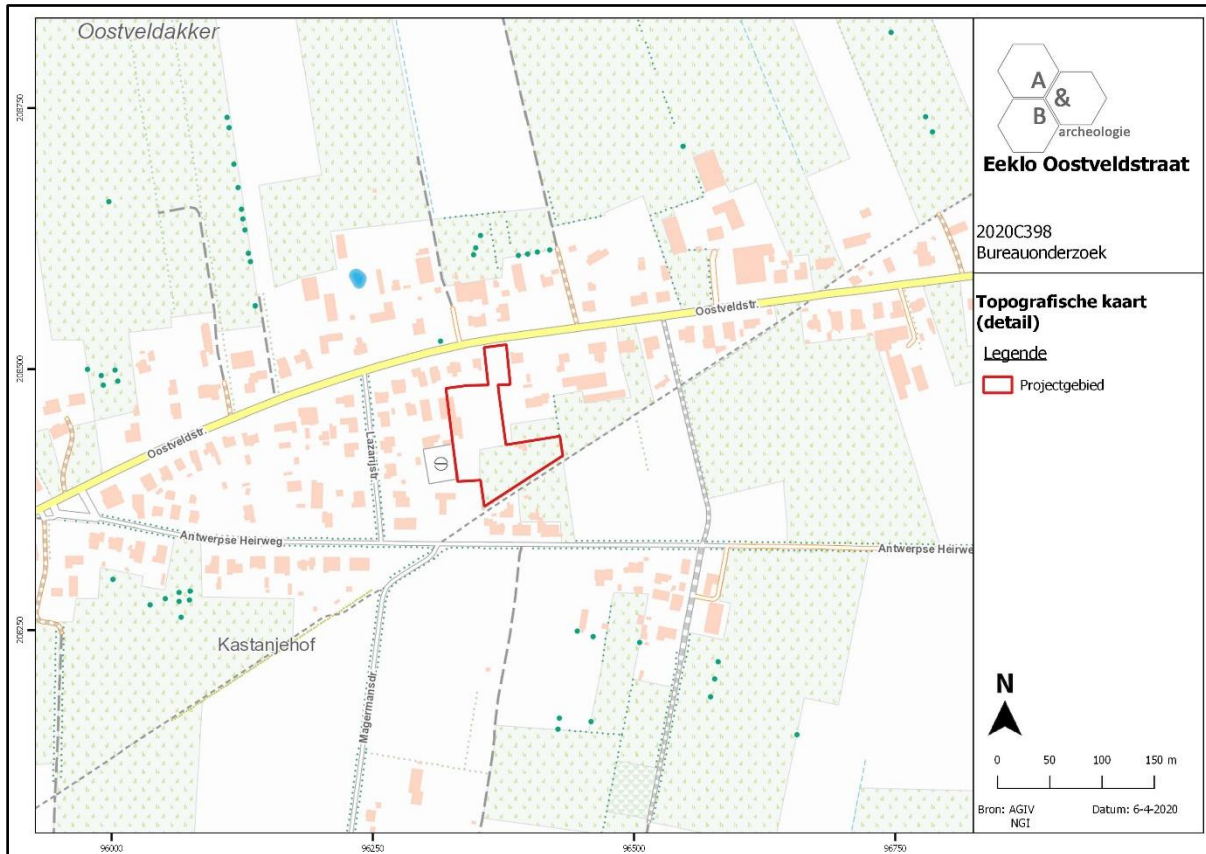 Oostveldakker
Oostveldstr.
Oostveldstr.
Lazarijstr.
Antwerpse Heirweg
Antwerpse Heirwe
Kastanjehof
Magermansdr.
208750
208500
208250
96000
96250
96500
96750
A
&
B
archeologie
Eeklo Oostveldstraat
2020C398
Bureauonderzoek
Topografische kaart
(detail)
Legende
Projectgebied
N
0 50 100 150 m
Bron: AGIV Datum: 6-4-2020
NGI